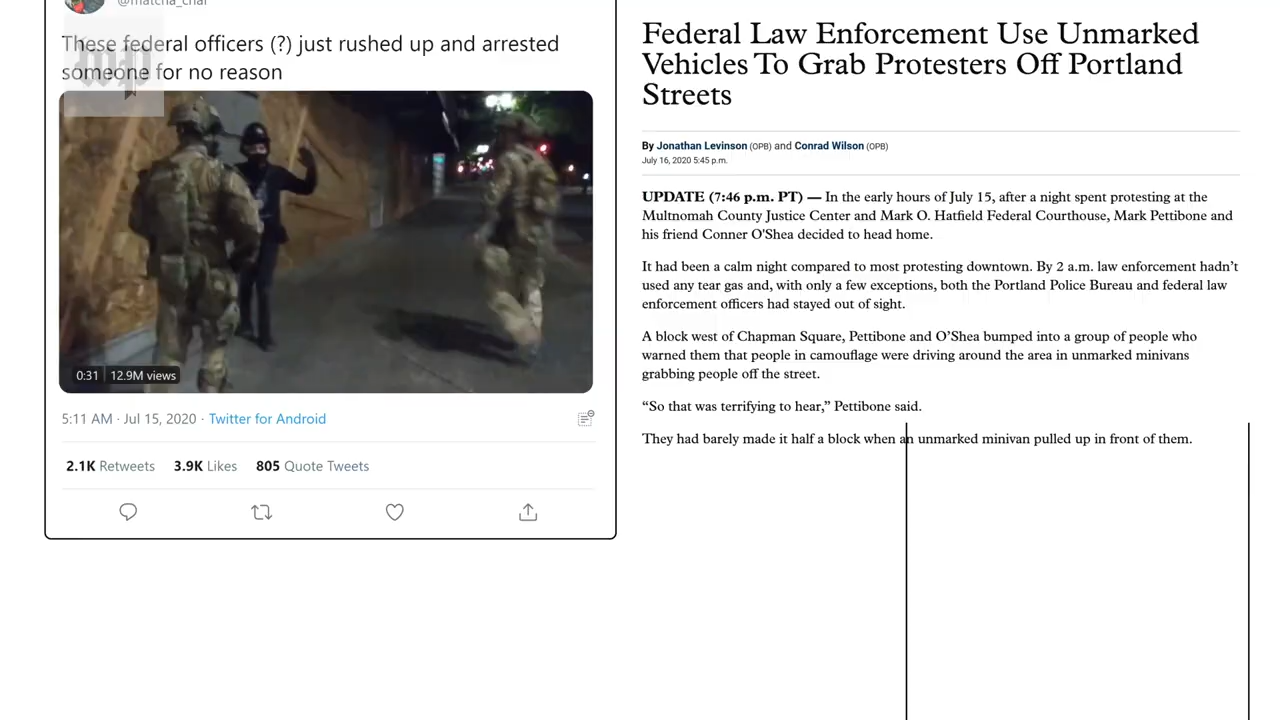 @matcha_chai
These federal officers (?) just rushed up and arrested
someone for no reason
wp
0:31 12.9M views
5:11 AM · Jul 15, 2020 · Twitter for Android
2.1K Retweets 3.9K Likes 805 Quote Tweets
Federal Law Enforcement Use Unmarked
Vehicles To Grab Protesters Off Portland
Streets
By Jonathan Levinson (OPB) and Conrad Wilson (OPB)
July 16, 2020 5:45 p.m.
UPDATE (7:46 p.m. PT) — In the early hours of July 15, after a night spent protesting at the
Multnomah County Justice Center and Mark O. Hatfield Federal Courthouse, Mark Pettibone and
his friend Conner O'Shea decided to head home.
It had been a calm night compared to most protesting downtown. By 2 a.m. law enforcement hadn’t
used any tear gas and, with only a few exceptions, both the Portland Police Bureau and federal law
enforcement officers had stayed out of sight.
A block west of Chapman Square, Pettibone and O’Shea bumped into a group of people who
warned them that people in camouflage were driving around the area in unmarked minivans
grabbing people off the street.
“So that was terrifying to hear,” Pettibone said.
They had barely made it half a block when an unmarked minivan pulled up in front of them.